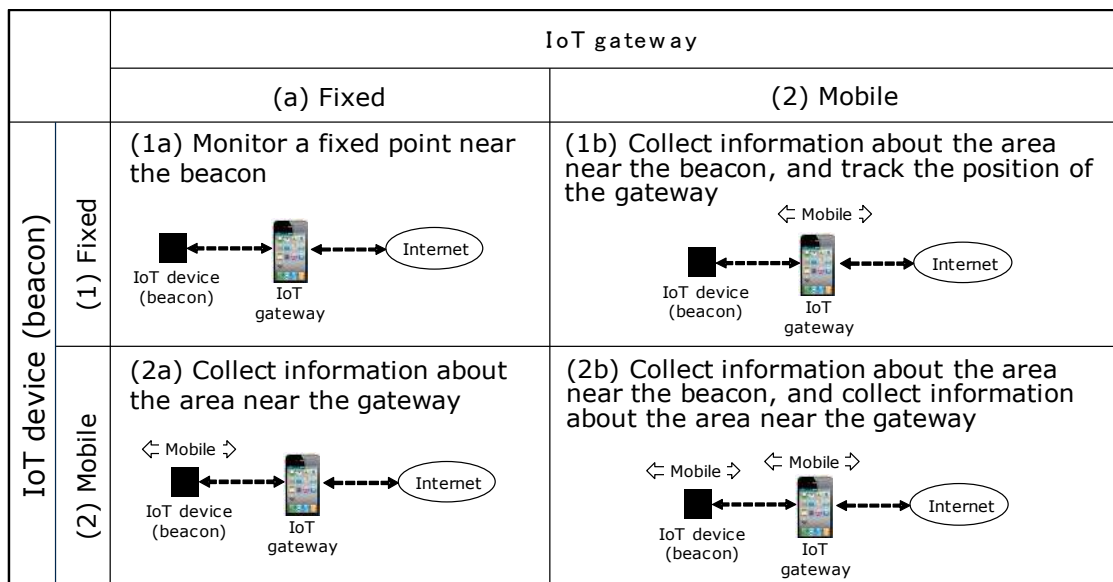 IoT gateway
(a) Fixed
(2) Mobile
IoT device (beacon)
(1) Fixed
(1a) Monitor a fixed point near
the beacon
IoT device
(beacon)
IoT
gateway
Internet
(1b) Collect information about the area
near the beacon, and track the position of
the gateway
Mobile
IoT device
(beacon)
IoT
gateway
Internet
(2) Mobile
(2a) Collect information about
the area near the gateway
Mobile
IoT device
(beacon)
IoT
gateway
Internet
(2b) Collect information about the area
near the beacon, and collect information
about the area near the gateway
Mobile
Mobile
IoT device
(beacon)
IoT
gateway
Internet